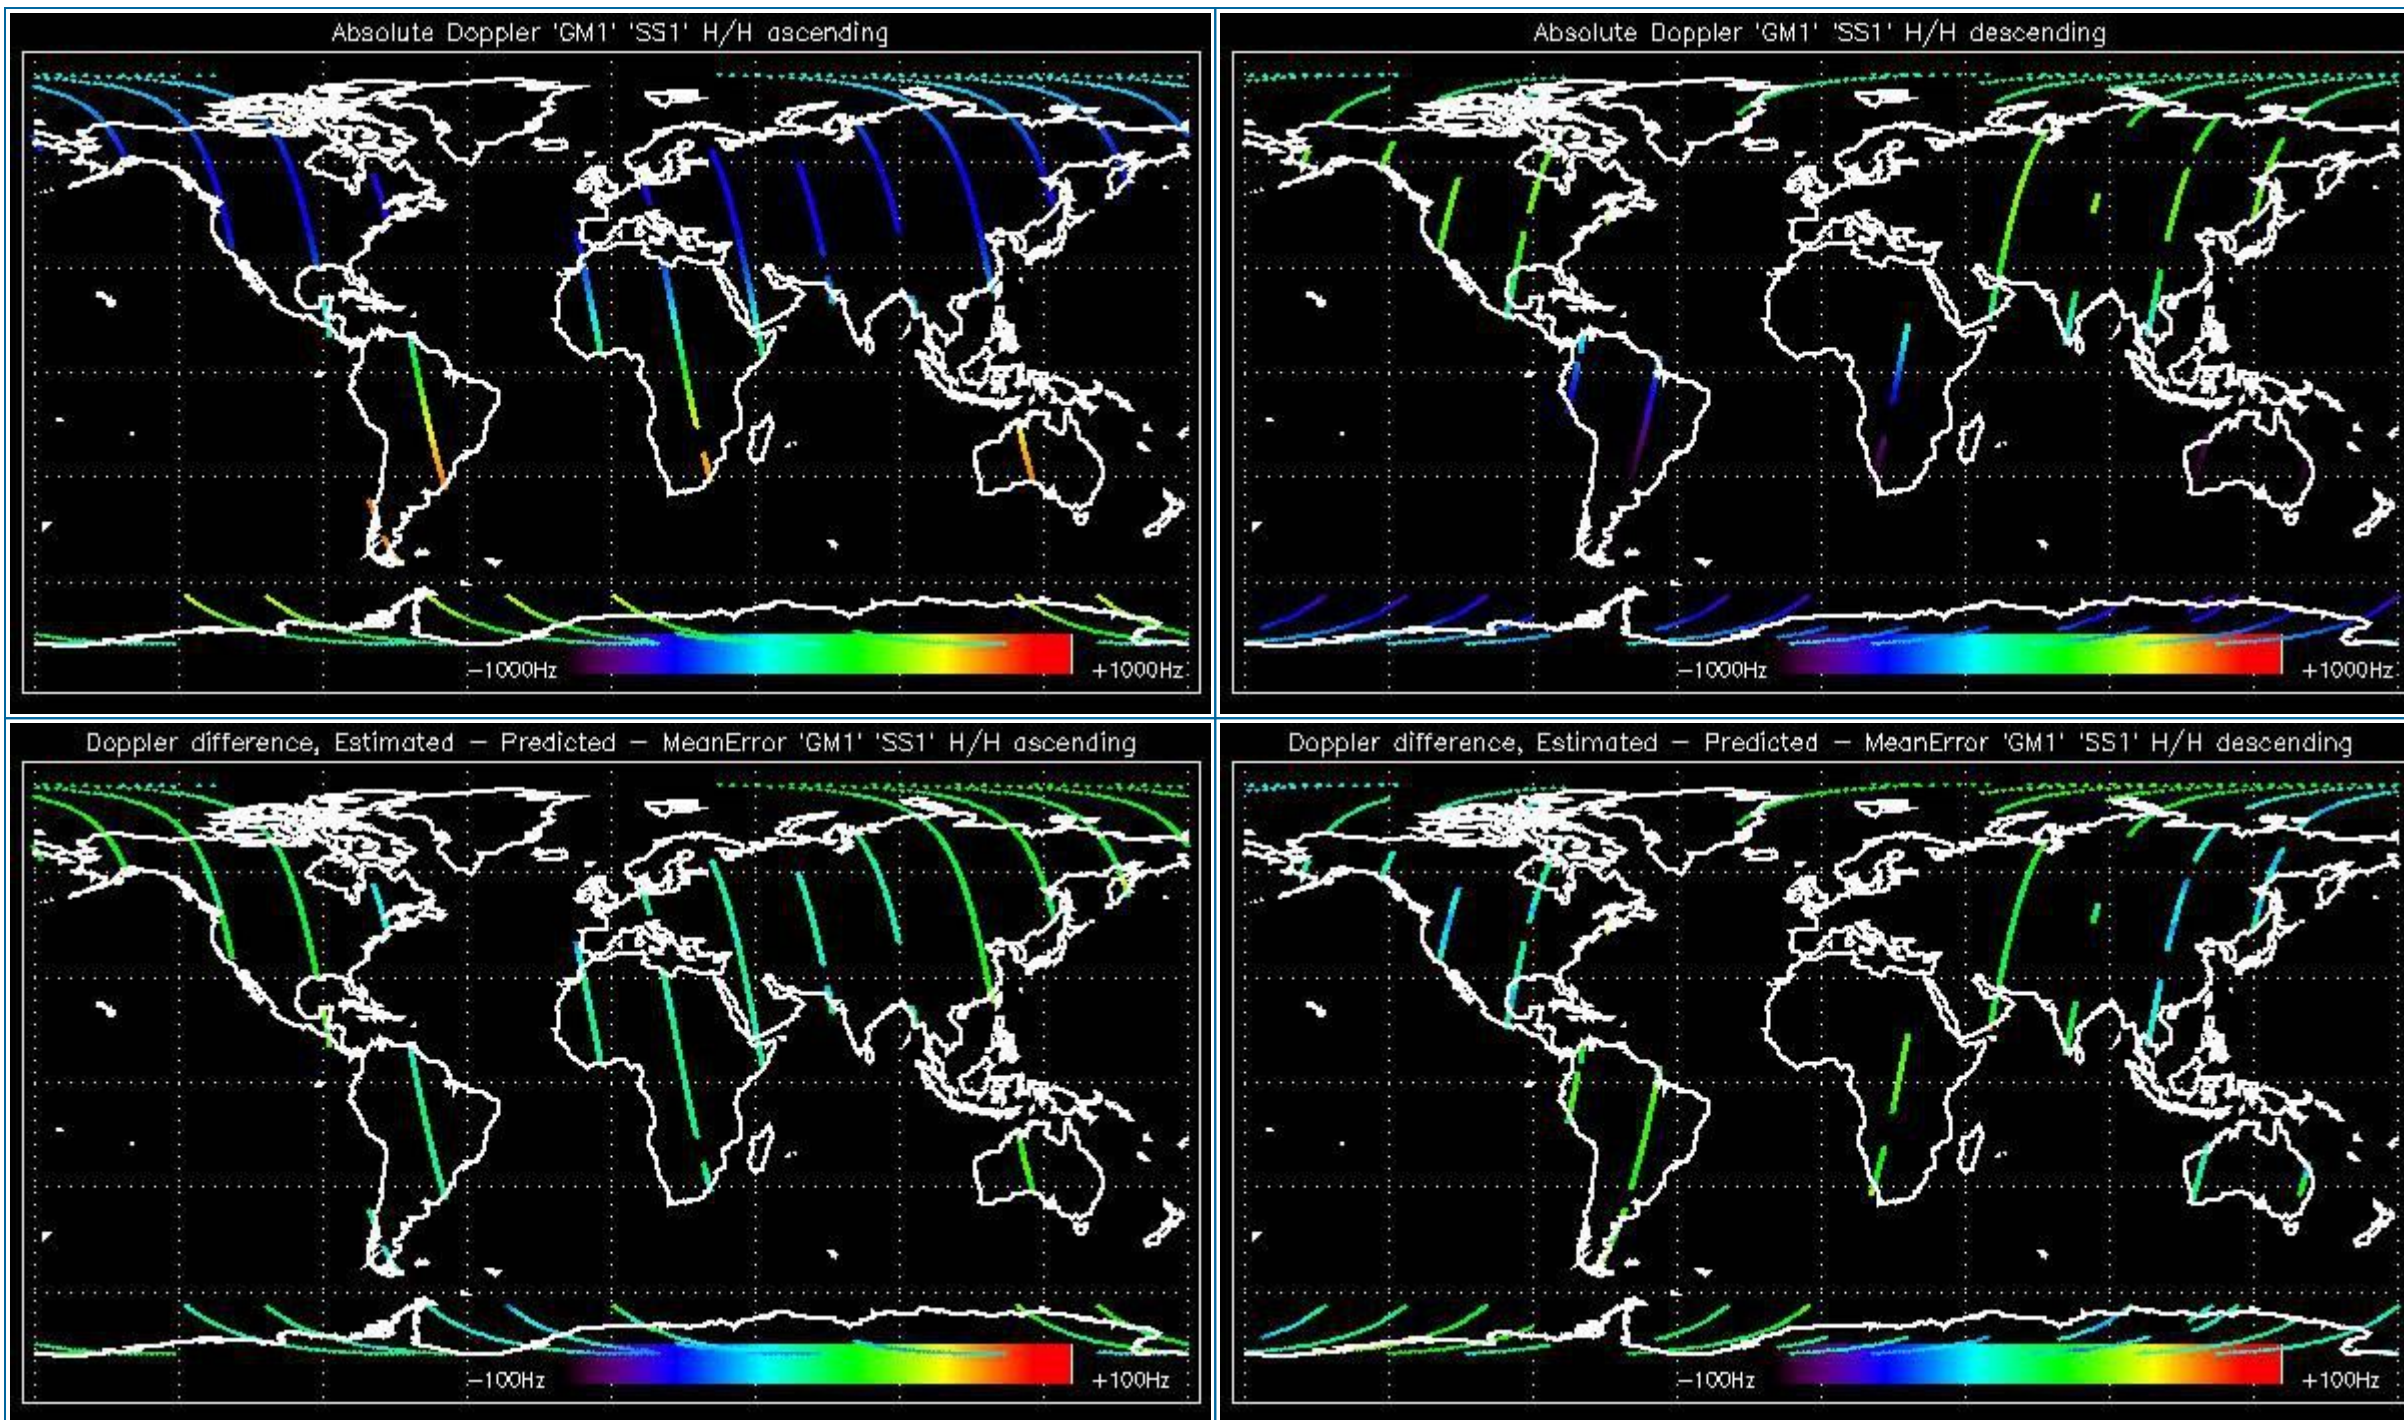 Absolute Doppler 'GM1' 'SS1' H/H ascending
-1000Hz
+1000Hz
Absolute Doppler 'GM1' 'SS1' H/H descending
-1000Hz
+1000Hz
Doppler difference, Estimated - Predicted - MeanError 'GM1' 'SS1' H/H ascending
-100Hz
+100Hz
Doppler difference, Estimated - Predicted - MeanError 'GM1' 'SS1' H/H descending
-100Hz
+100Hz